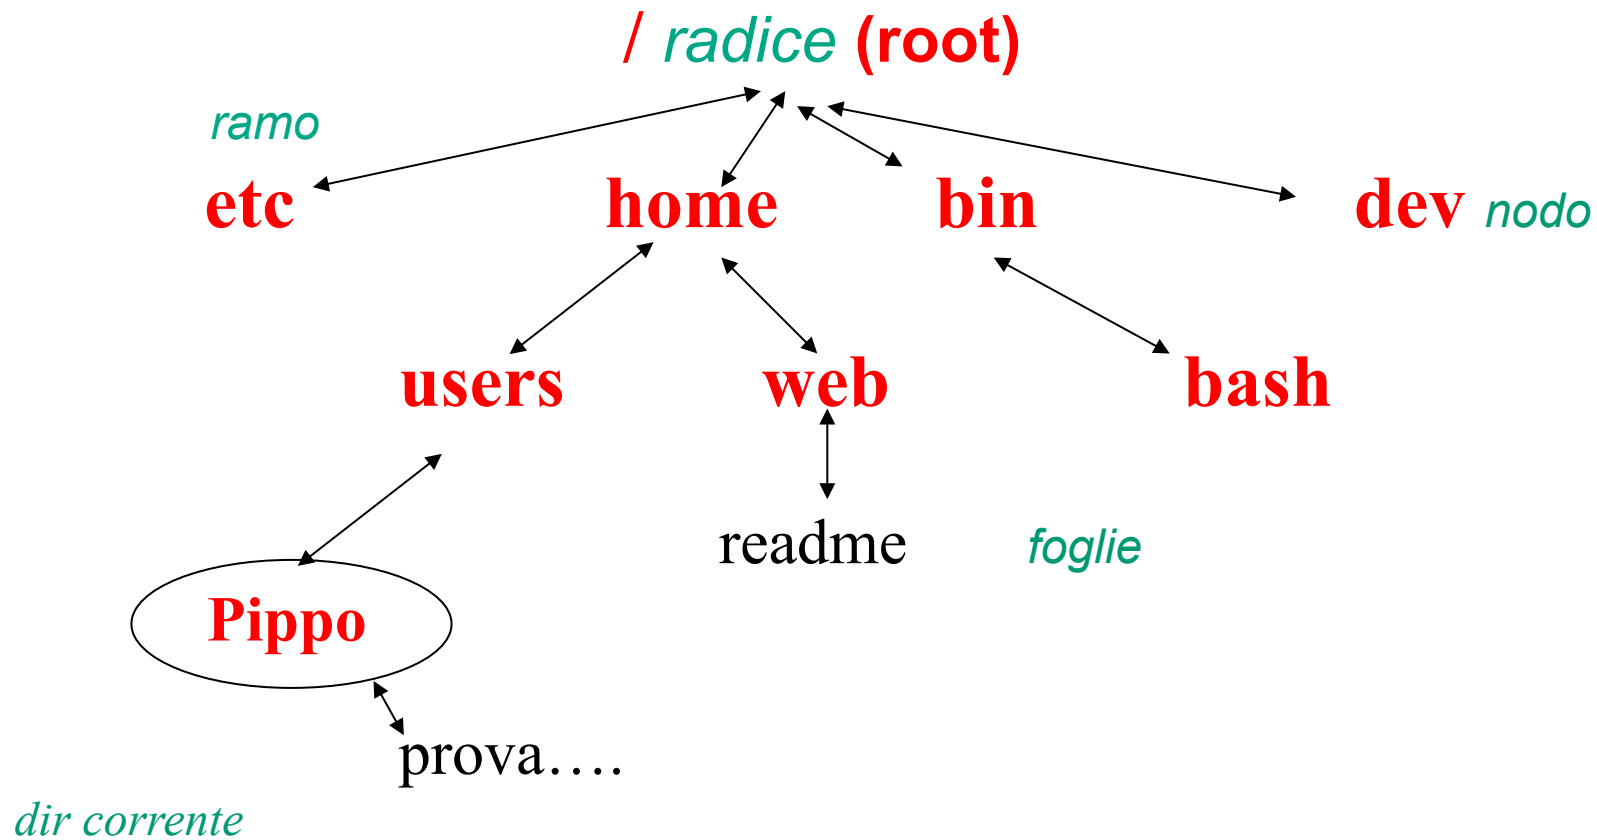 / radice (root)
ramo
etc home bin dev nodo
users web bash
readme foglie
Pippo
prova….
dir corrente